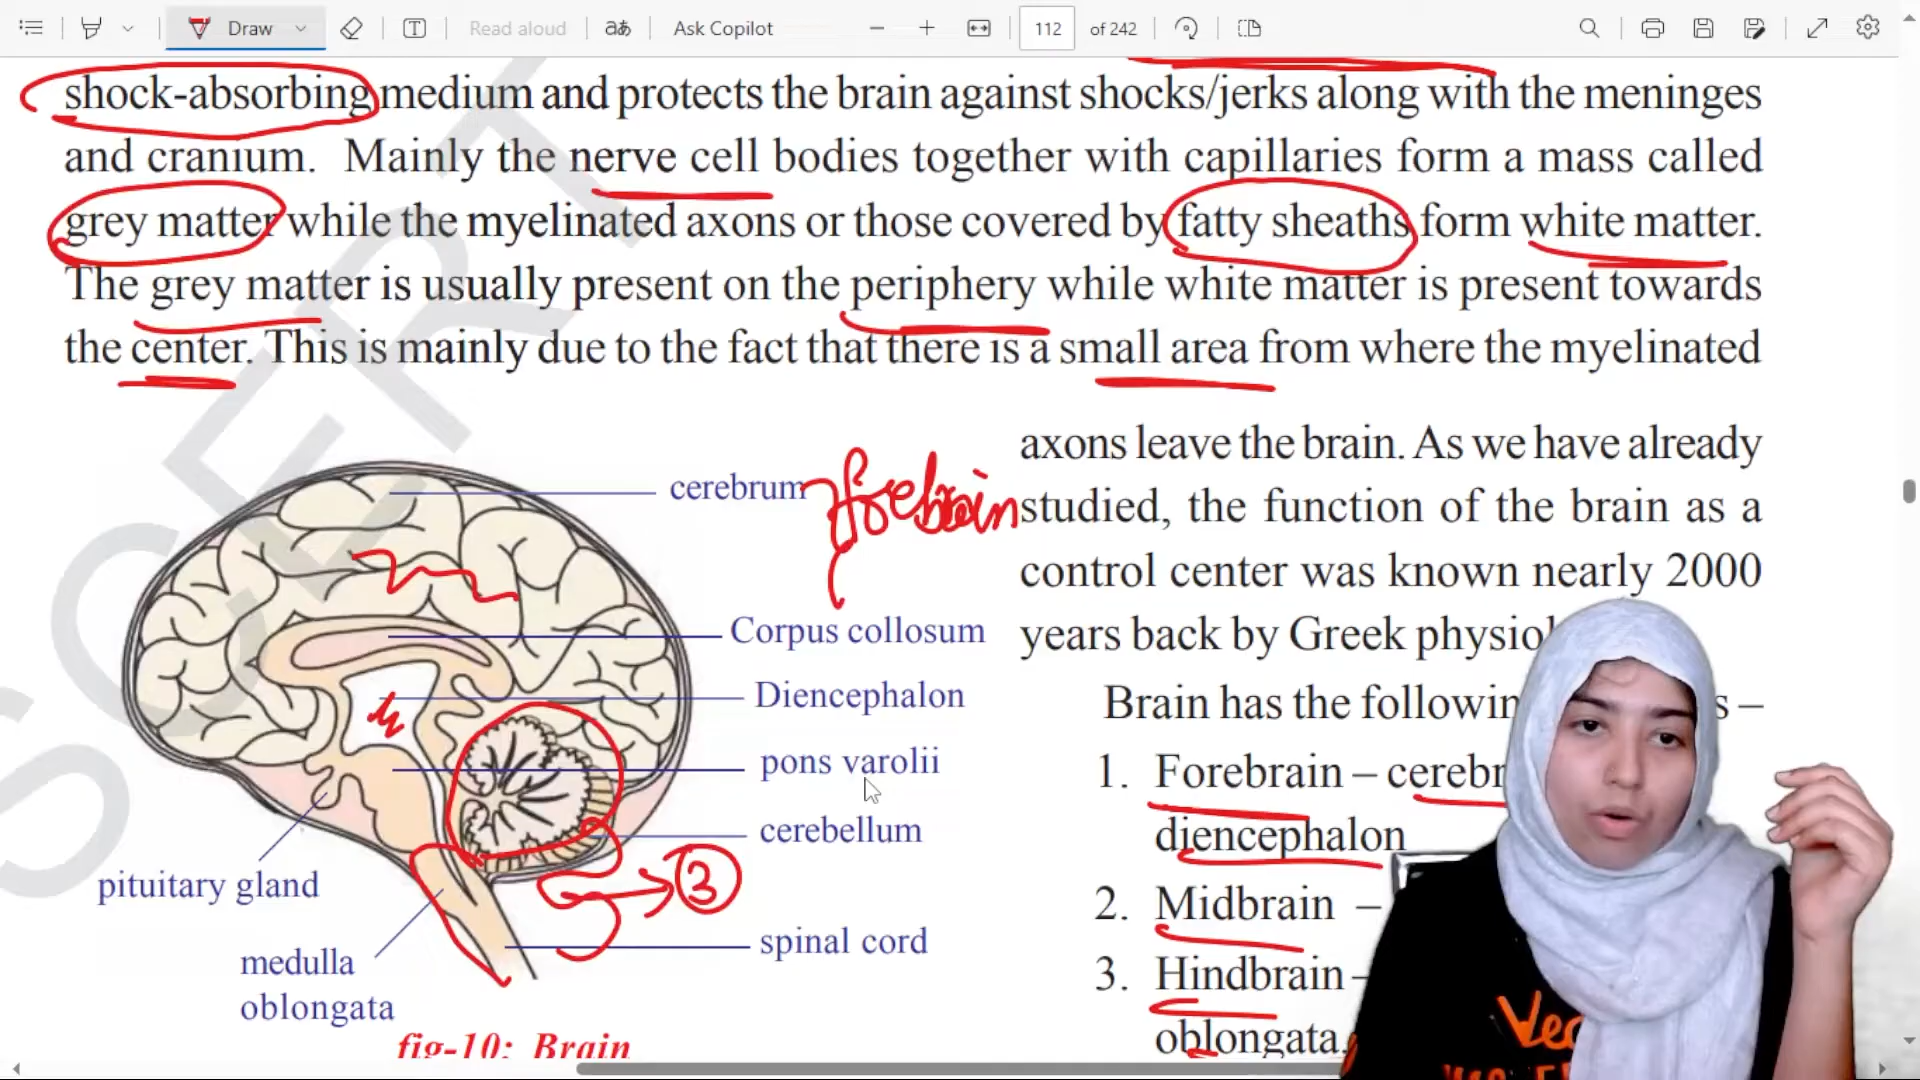 Draw
Read aloud
aあ
Ask Copilot
112
of 242
shock-absorbing medium and protects the brain against shocks/jerks along with the meninges
and cranium. Mainly the nerve cell bodies together with capillaries form a mass called
grey matter while the myelinated axons or those covered by fatty sheaths form white matter.
The grey matter is usually present on the periphery while white matter is present towards
the center. This is mainly due to the fact that there is a small area from where the myelinated
axons leave the brain. As we have already
studied, the function of the brain as a
control center was known nearly 2000
years back by Greek physiol
Brain has the followin s –
1. Forebrain – cerebr
diencephalon
2. Midbrain –
3. Hindbrain –
oblongata,
cerebrum
forebrain
Corpus collosum
Diencephalon
pons varolii
cerebellum
3
spinal cord
pituitary gland
medulla
oblongata
fig-10: Brain
SCERT